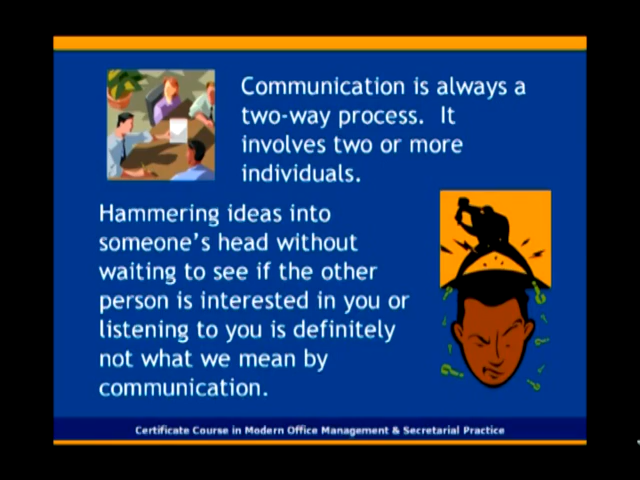 Communication is always a
two-way process.  It
involves two or more
individuals.
Hammering ideas into
someone's head without
waiting to see if the other
person is interested in you or
listening to you is definitely
not what we mean by
communication.
Certificate Course in Modern Office Management & Secretarial Practice